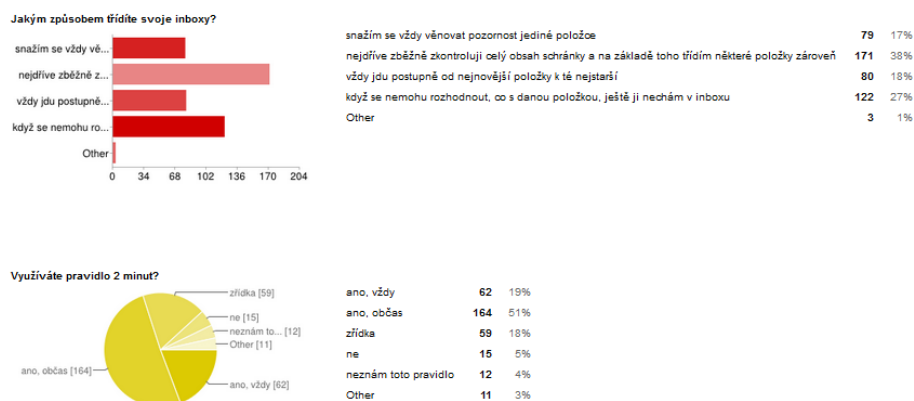 Jakým způsobem třídíte svoje inboxy?
snažím se vždy vě...
nejdříve zběžně z...
vždy jdu postupně...
když se nemohu ro...
Other
0 34 68 102 136 170 204
snažím se vždy věnovat pozornost jediné položce 79 17%
nejdříve zběžně zkontroluji celý obsah schránky a na základě toho třídím některé položky zároveň 171 38%
vždy jdu postupně od nejnovější položky k té nejstarší 80 18%
když se nemohu rozhodnout, co s danou položkou, ještě ji nechám v inboxu 122 27%
Other 3 1%
Využíváte pravidlo 2 minut?
zřídka [59]
ne [15]
neznám to... [12]
Other [11]
ano, občas [164]
ano, vždy [62]
ano, vždy 62 19%
ano, občas 164 51%
zřídka 59 18%
ne 15 5%
neznám toto pravidlo 12 4%
Other 11 3%